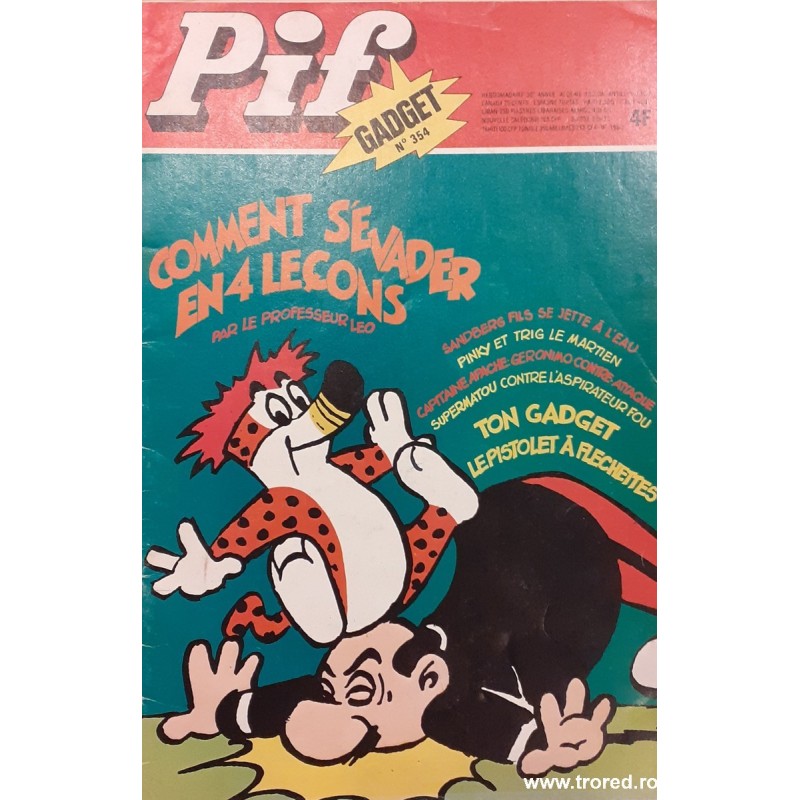 Pif
GADGET
N° 354
4F
COMMENT S'ÉVADER
EN 4 LEÇONS
PAR LE PROFESSEUR LEO
SANDBERG FILS SE JETTE À L'EAU
PINKY ET TRIG LE MARTIEN
CAPITAINE APACHE: GERONIMO CONTRE-ATTAQUE
SUPERMATOU CONTRE L'ASPIRATEUR FOU
TON GADGET
LE PISTOLET À FLECHETTES
www.trored.ro